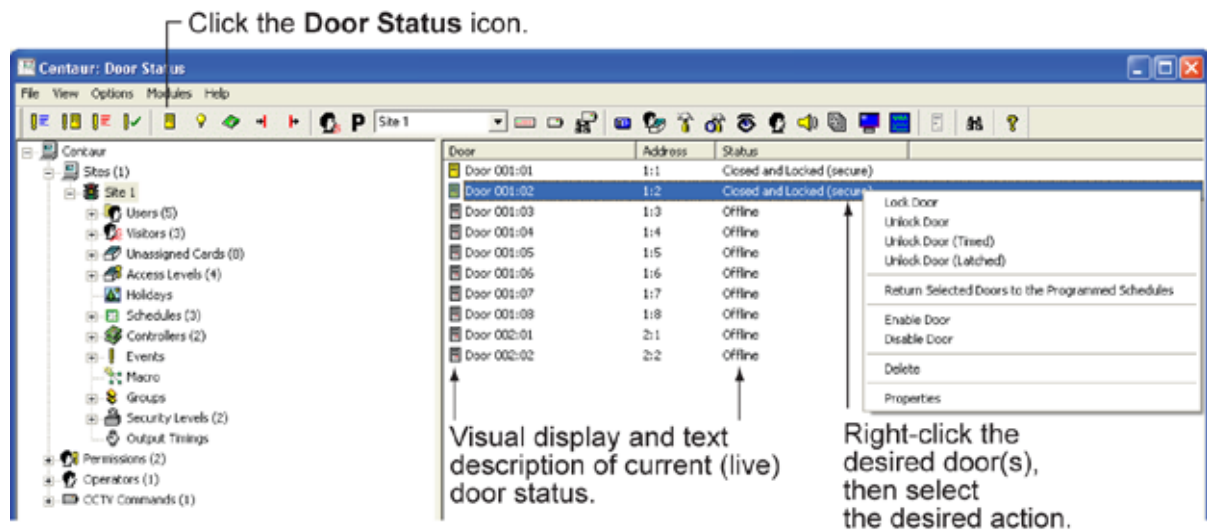 Click the Door Status icon.
Centaur: Door Status
File View Options Modules Help
P Site 1
Centaur
Sites (1)
Site 1
Users (5)
Visitors (3)
Unassigned Cards (0)
Access Levels (4)
Holidays
Schedules (3)
Controllers (2)
Events
Macro
Groups
Security Levels (2)
Output Timings
Permissions (2)
Operators (1)
CCTV Commands (1)
Door Address Status
Door 001:01 1:1 Closed and Locked (secure)
Door 001:02 1:2 Closed and Locked (secure)
Door 001:03 1:3 Offline
Door 001:04 1:4 Offline
Door 001:05 1:5 Offline
Door 001:06 1:6 Offline
Door 001:07 1:7 Offline
Door 001:08 1:8 Offline
Door 002:01 2:1 Offline
Door 002:02 2:2 Offline
Lock Door
Unlock Door
Unlock Door (Timed)
Unlock Door (Latched)
Return Selected Doors to the Programmed Schedules
Enable Door
Disable Door
Delete
Properties
Visual display and text
description of current (live)
door status.
Right-click the
desired door(s),
then select
the desired action.